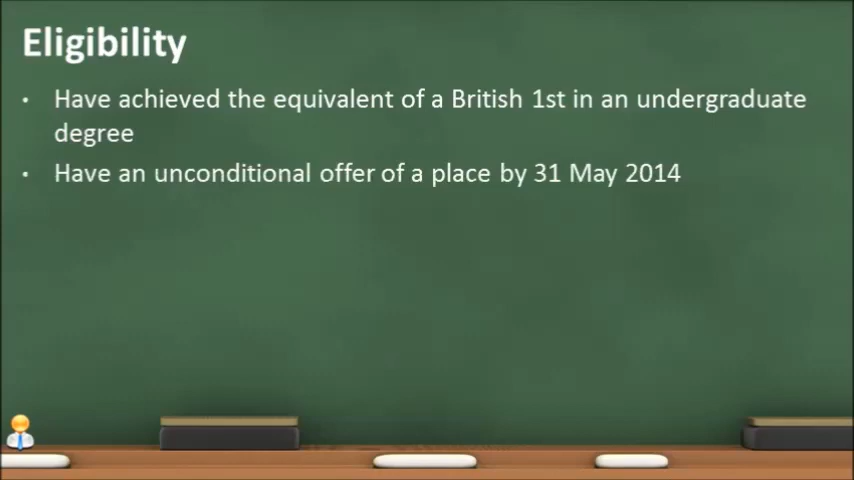 Eligibility
• Have achieved the equivalent of a British 1st in an undergraduate
degree
• Have an unconditional offer of a place by 31 May 2014